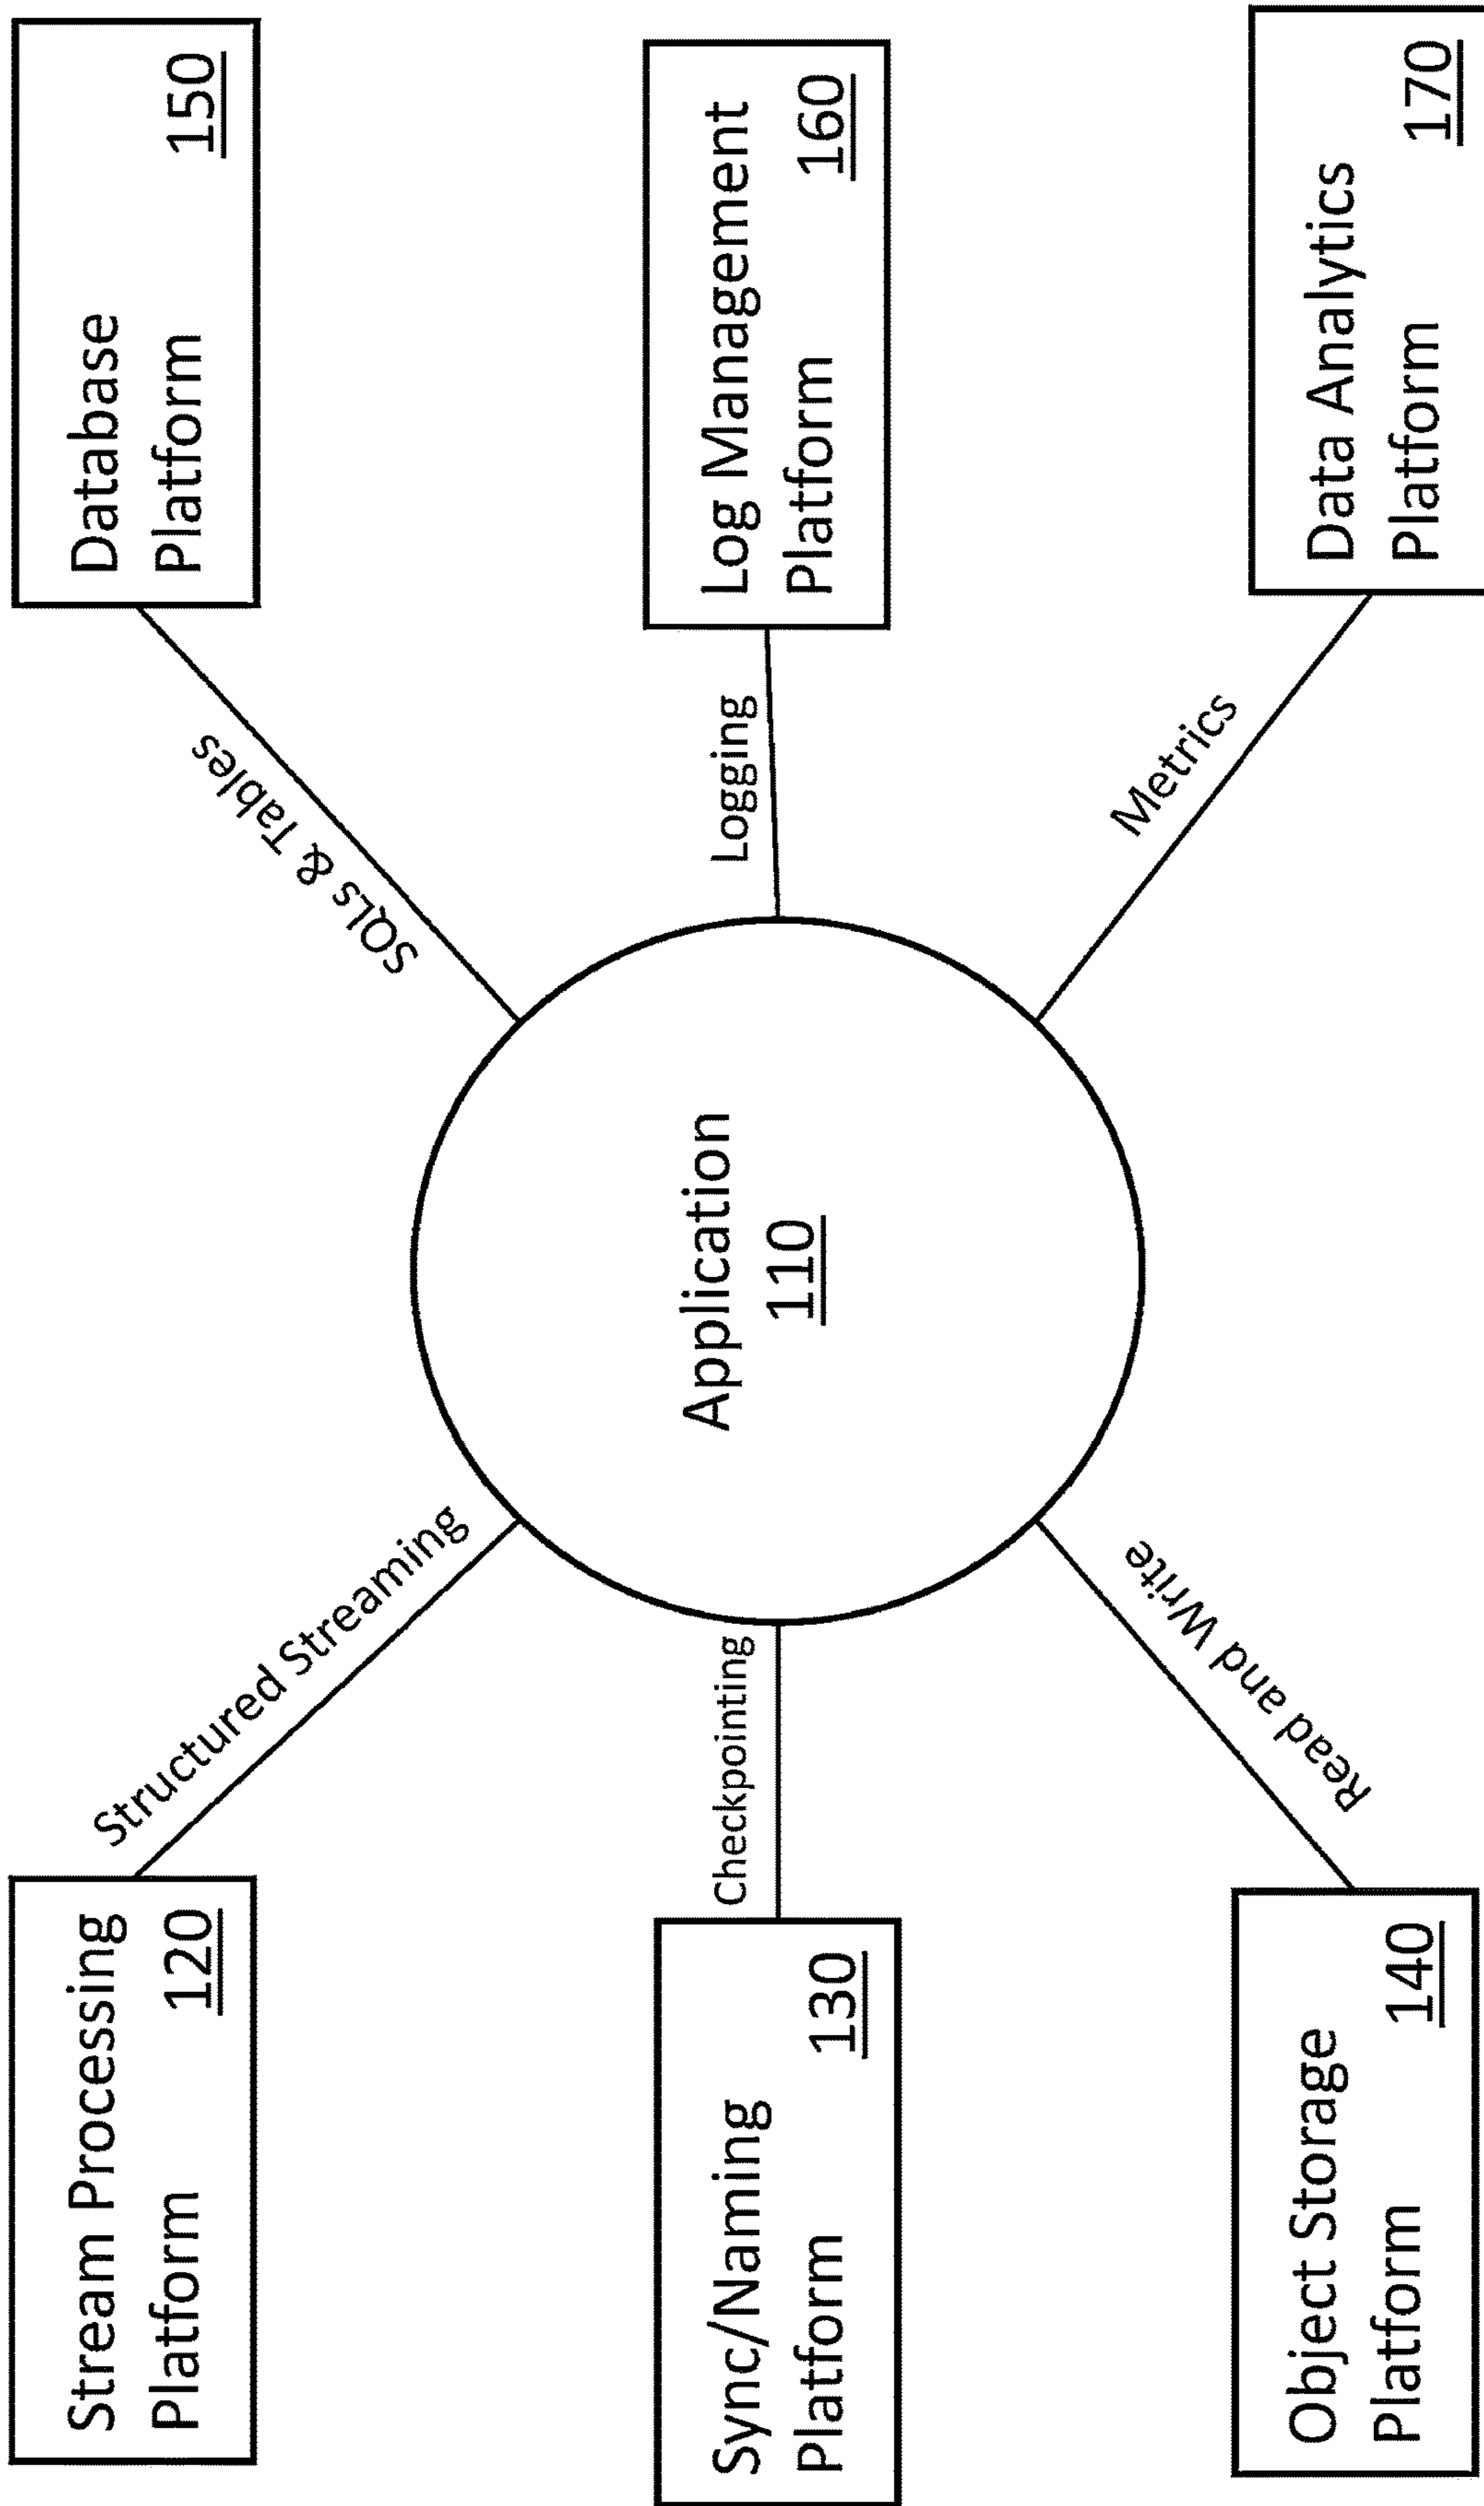 Stream Processing
Platform
120
Structured Streaming
Sync/Naming
Platform
130
Checkpointing
Object Storage
Platform
140
Read and Write
Application
110
SQLs & Tables
Database
Platform
150
Logging
Log Management
Platform
160
Metrics
Data Analytics
Platform
170